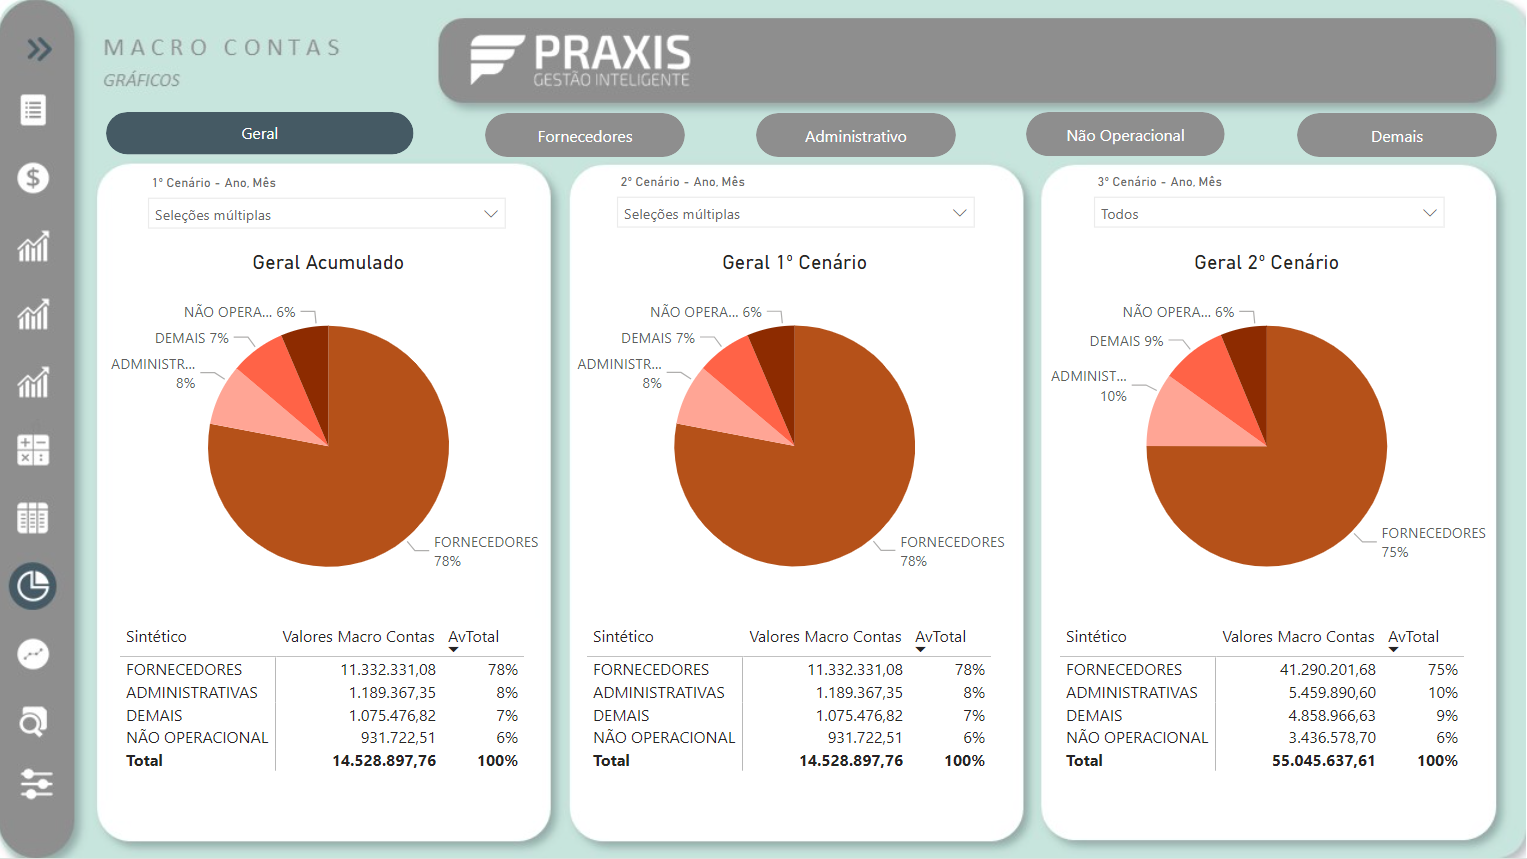 MACRO CONTAS
GRÁFICOS
PRAXIS
GESTÃO INTELIGENTE
Geral
Fornecedores
Administrativo
Não Operacional
Demais
1º Cenário - Ano, Mês
Seleções múltiplas
Geral Acumulado
NÃO OPERA... 6%
DEMAIS 7%
ADMINISTR...
8%
FORNECEDORES
78%
Sintético Valores Macro Contas AvTotal
FORNECEDORES 11.332.331,08 78%
ADMINISTRATIVAS 1.189.367,35 8%
DEMAIS 1.075.476,82 7%
NÃO OPERACIONAL 931.722,51 6%
Total 14.528.897,76 100%
2º Cenário - Ano, Mês
Seleções múltiplas
Geral 1º Cenário
NÃO OPERA... 6%
DEMAIS 7%
ADMINISTR...
8%
FORNECEDORES
78%
Sintético Valores Macro Contas AvTotal
FORNECEDORES 11.332.331,08 78%
ADMINISTRATIVAS 1.189.367,35 8%
DEMAIS 1.075.476,82 7%
NÃO OPERACIONAL 931.722,51 6%
Total 14.528.897,76 100%
3º Cenário - Ano, Mês
Todos
Geral 2º Cenário
NÃO OPERA... 6%
DEMAIS 9%
ADMINIST...
10%
FORNECEDORES
75%
Sintético Valores Macro Contas AvTotal
FORNECEDORES 41.290.201,68 75%
ADMINISTRATIVAS 5.459.890,60 10%
DEMAIS 4.858.966,63 9%
NÃO OPERACIONAL 3.436.578,70 6%
Total 55.045.637,61 100%